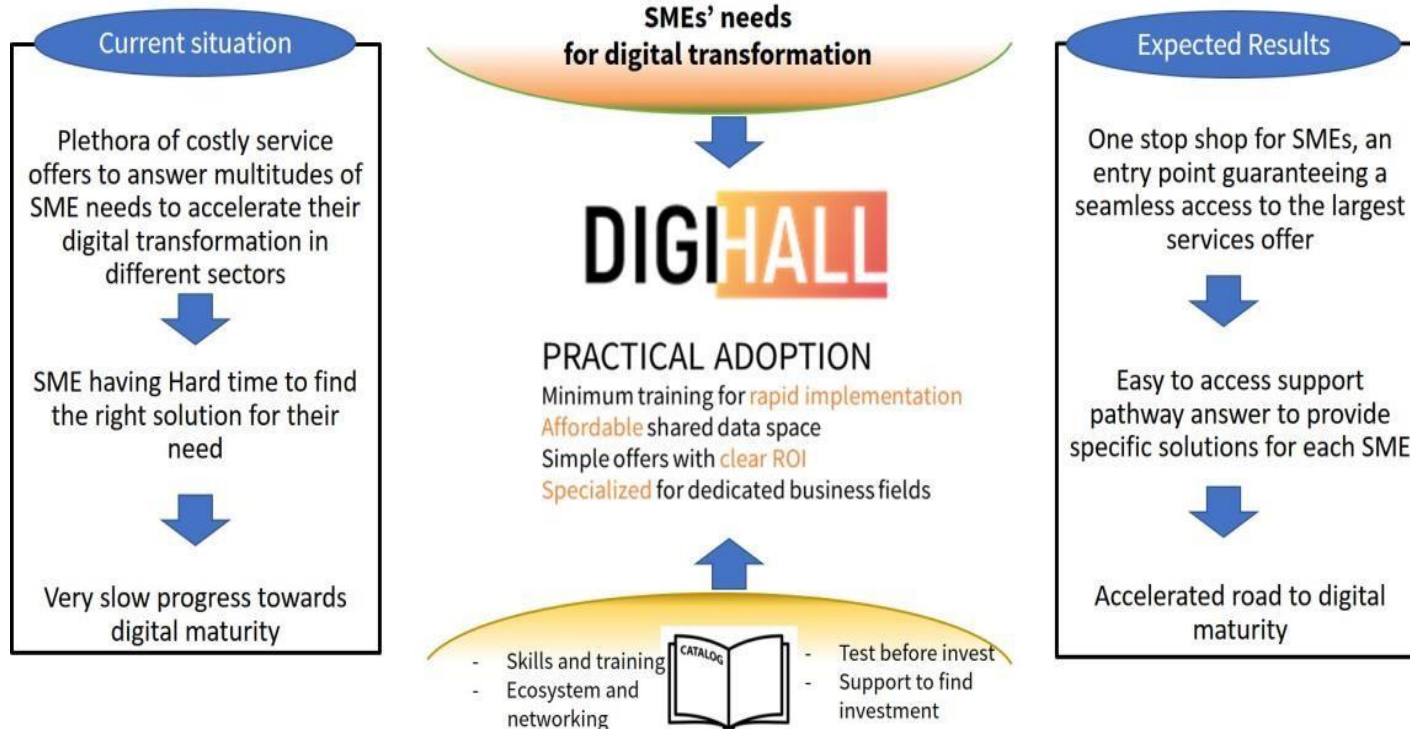 Current situation
Plethora of costly service
offers to answer multitudes of
SME needs to accelerate their
digital transformation in
different sectors
SME having Hard time to find
the right solution for their
need
Very slow progress towards
digital maturity
SMEs' needs
for digital transformation
DIGIHALL
PRACTICAL ADOPTION
Minimum training for rapid implementation
Affordable shared data space
Simple offers with clear ROI
Specialized for dedicated business fields
- Skills and training
- Ecosystem and
networking
CATALOG
- Test before invest
- Support to find
investment
Expected Results
One stop shop for SMEs, an
entry point guaranteeing a
seamless access to the largest
services offer
Easy to access support
pathway answer to provide
specific solutions for each SME
Accelerated road to digital
maturity